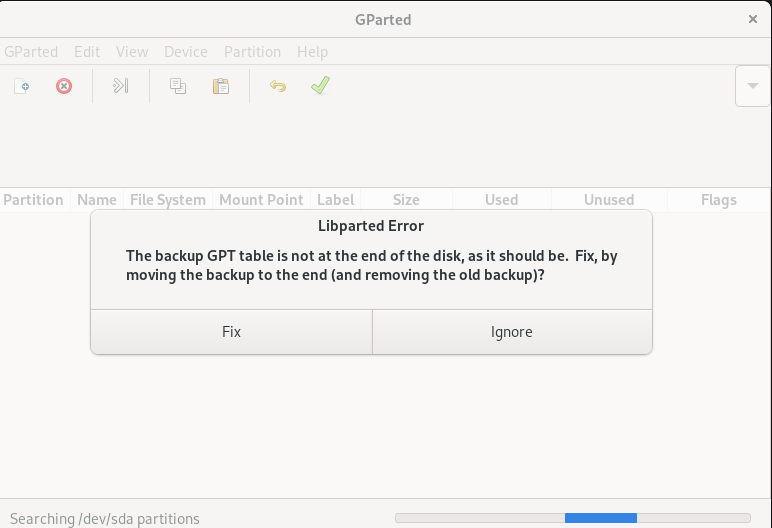 GParted
GParted Edit View Device Partition Help
Partition Name File System Mount Point Label Size Used Unused Flags
Libparted Error
The backup GPT table is not at the end of the disk, as it should be.  Fix, by
moving the backup to the end (and removing the old backup)?
Fix Ignore
Searching /dev/sda partitions